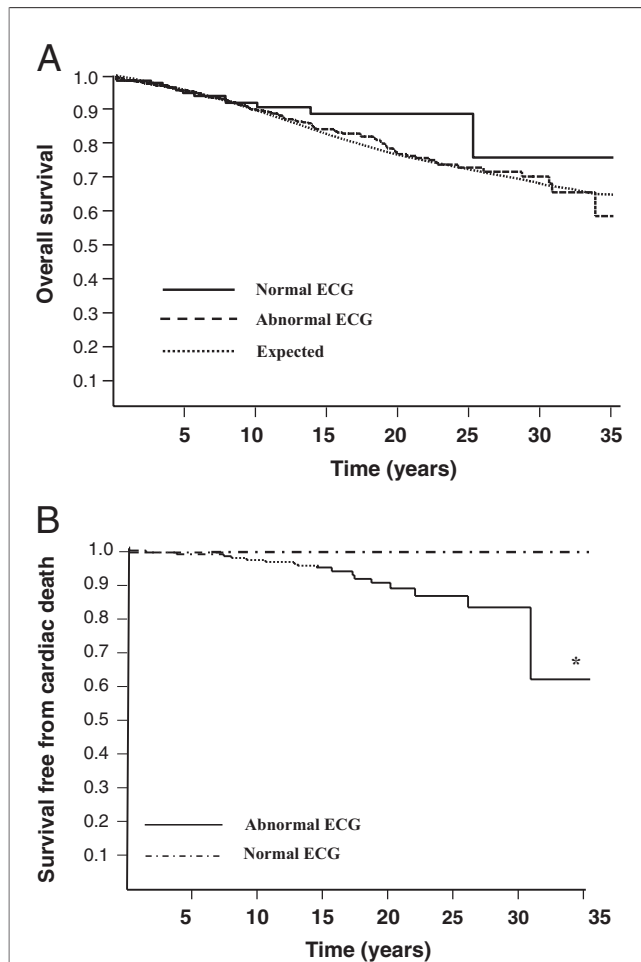 A
1.0
0.9
0.8
0.7
0.6
0.5
0.4
0.3
0.2
0.1
Overall survival
Normal ECG
Abnormal ECG
Expected
5 10 15 20 25 30 35
Time (years)
B
1.0
0.9
0.8
0.7
0.6
0.5
0.4
0.3
0.2
0.1
Survival free from cardiac death
*
Abnormal ECG
Normal ECG
5 10 15 20 25 30 35
Time (years)